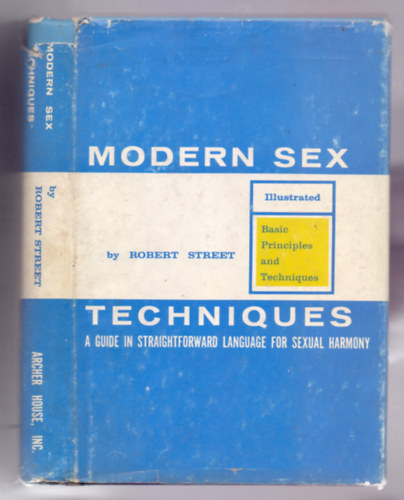 MODERN SEX
TECHNIQUES
by
ROBERT STREET
ARCHER HOUSE, INC.
MODERN SEX
Illustrated
Basic
Principles
and
Techniques
by ROBERT STREET
TECHNIQUES
A GUIDE IN STRAIGHTFORWARD LANGUAGE FOR SEXUAL HARMONY